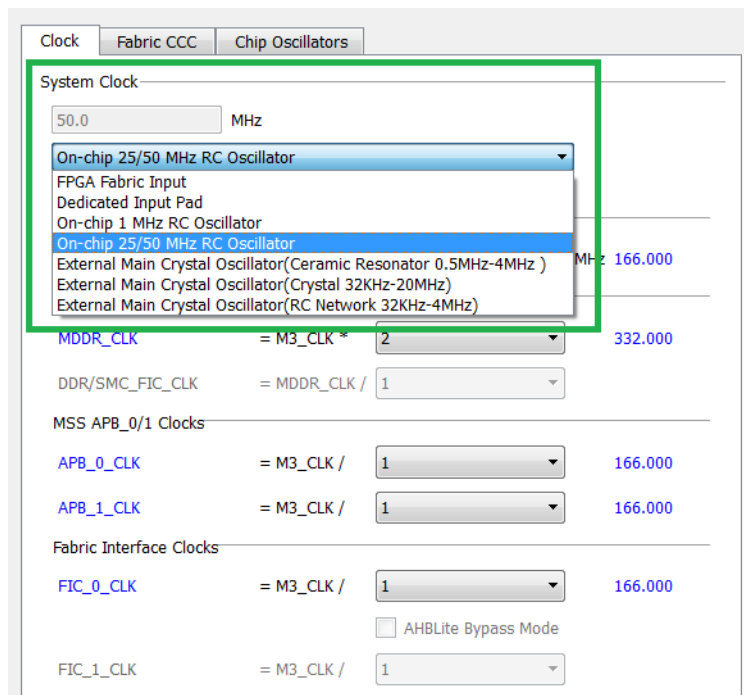 Clock Fabric CCC Chip Oscillators
System Clock
50.0 MHz
On-chip 25/50 MHz RC Oscillator
FPGA Fabric Input
Dedicated Input Pad
On-chip 1 MHz RC Oscillator
On-chip 25/50 MHz RC Oscillator
External Main Crystal Oscillator(Ceramic Resonator 0.5MHz-4MHz ) MHz 166.000
External Main Crystal Oscillator(Crystal 32KHz-20MHz)
External Main Crystal Oscillator(RC Network 32KHz-4MHz)
MDDR_CLK = M3_CLK * 2 332.000
DDR/SMC_FIC_CLK = MDDR_CLK / 1
MSS APB_0/1 Clocks
APB_0_CLK = M3_CLK / 1 166.000
APB_1_CLK = M3_CLK / 1 166.000
Fabric Interface Clocks
FIC_0_CLK = M3_CLK / 1 166.000
AHBLite Bypass Mode
FIC_1_CLK = M3_CLK / 1